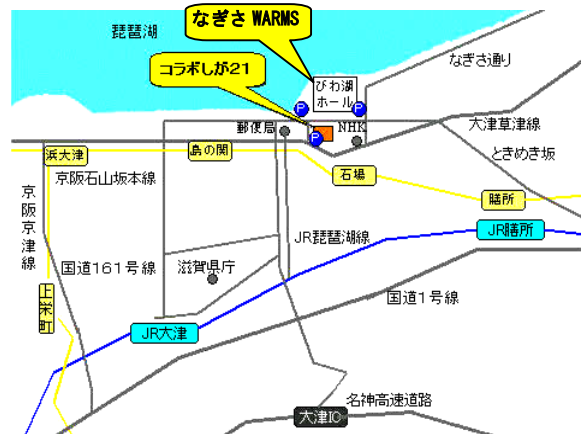 琵琶湖
なぎさ WARMS
なぎさ通り
コラボしが21
びわ湖
ホール
P
P
郵便局
P
NHK
大津草津線
ときめき坂
浜大津
島の関
石場
膳所
京阪石山坂本線
京阪京津線
JR琵琶湖線
JR膳所
国道161号線
滋賀県庁
上栄町
国道1号線
JR大津
名神高速道路
大津IC